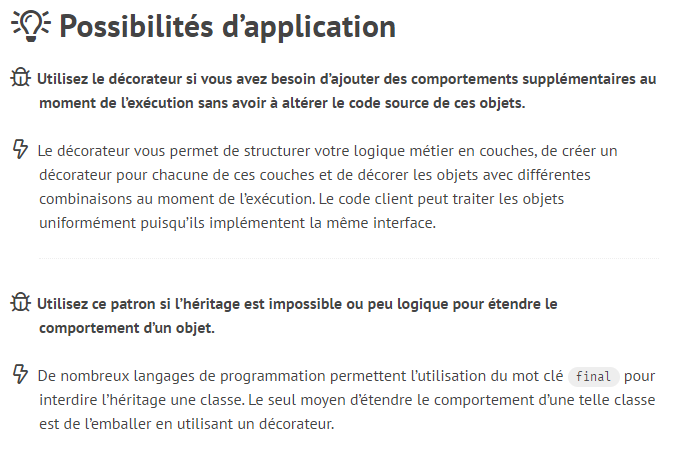 Possibilités d’application
Utilisez le décorateur si vous avez besoin d’ajouter des comportements supplémentaires au
moment de l’exécution sans avoir à altérer le code source de ces objets.
Le décorateur vous permet de structurer votre logique métier en couches, de créer un
décorateur pour chacune de ces couches et de décorer les objets avec différentes
combinaisons au moment de l’exécution. Le code client peut traiter les objets
uniformément puisqu’ils implémentent la même interface.
Utilisez ce patron si l’héritage est impossible ou peu logique pour étendre le
comportement d’un objet.
De nombreux langages de programmation permettent l’utilisation du mot clé final pour
interdire l’héritage une classe. Le seul moyen d’étendre le comportement d’une telle classe
est de l’emballer en utilisant un décorateur.